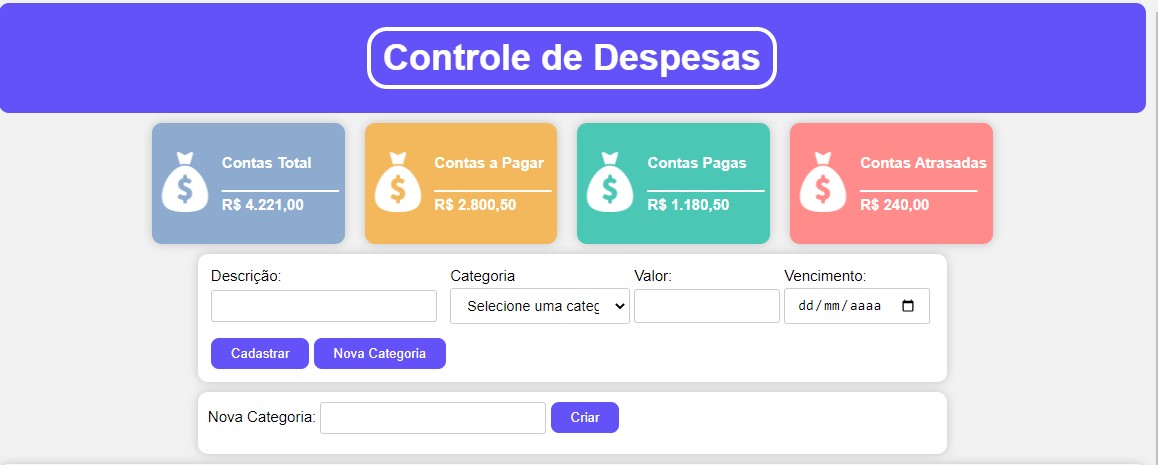 Controle de Despesas
Contas Total
R$ 4.221,00
Contas a Pagar
R$ 2.800,50
Contas Pagas
R$ 1.180,50
Contas Atrasadas
R$ 240,00
Descrição: Categoria Valor: Vencimento:
Selecione uma categ dd/mm/aaaa
Cadastrar Nova Categoria
Nova Categoria: Criar